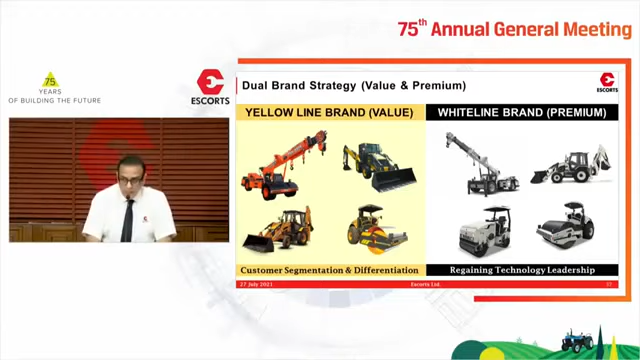 75th Annual General Meeting
75
YEARS
OF BUILDING THE FUTURE
ESCORTS
Dual Brand Strategy (Value & Premium)
ESCORTS
YELLOW LINE BRAND (VALUE)
WHITELINE BRAND (PREMIUM)
Customer Segmentation & Differentiation
Regaining Technology Leadership
27 July 2021
Escorts Ltd.